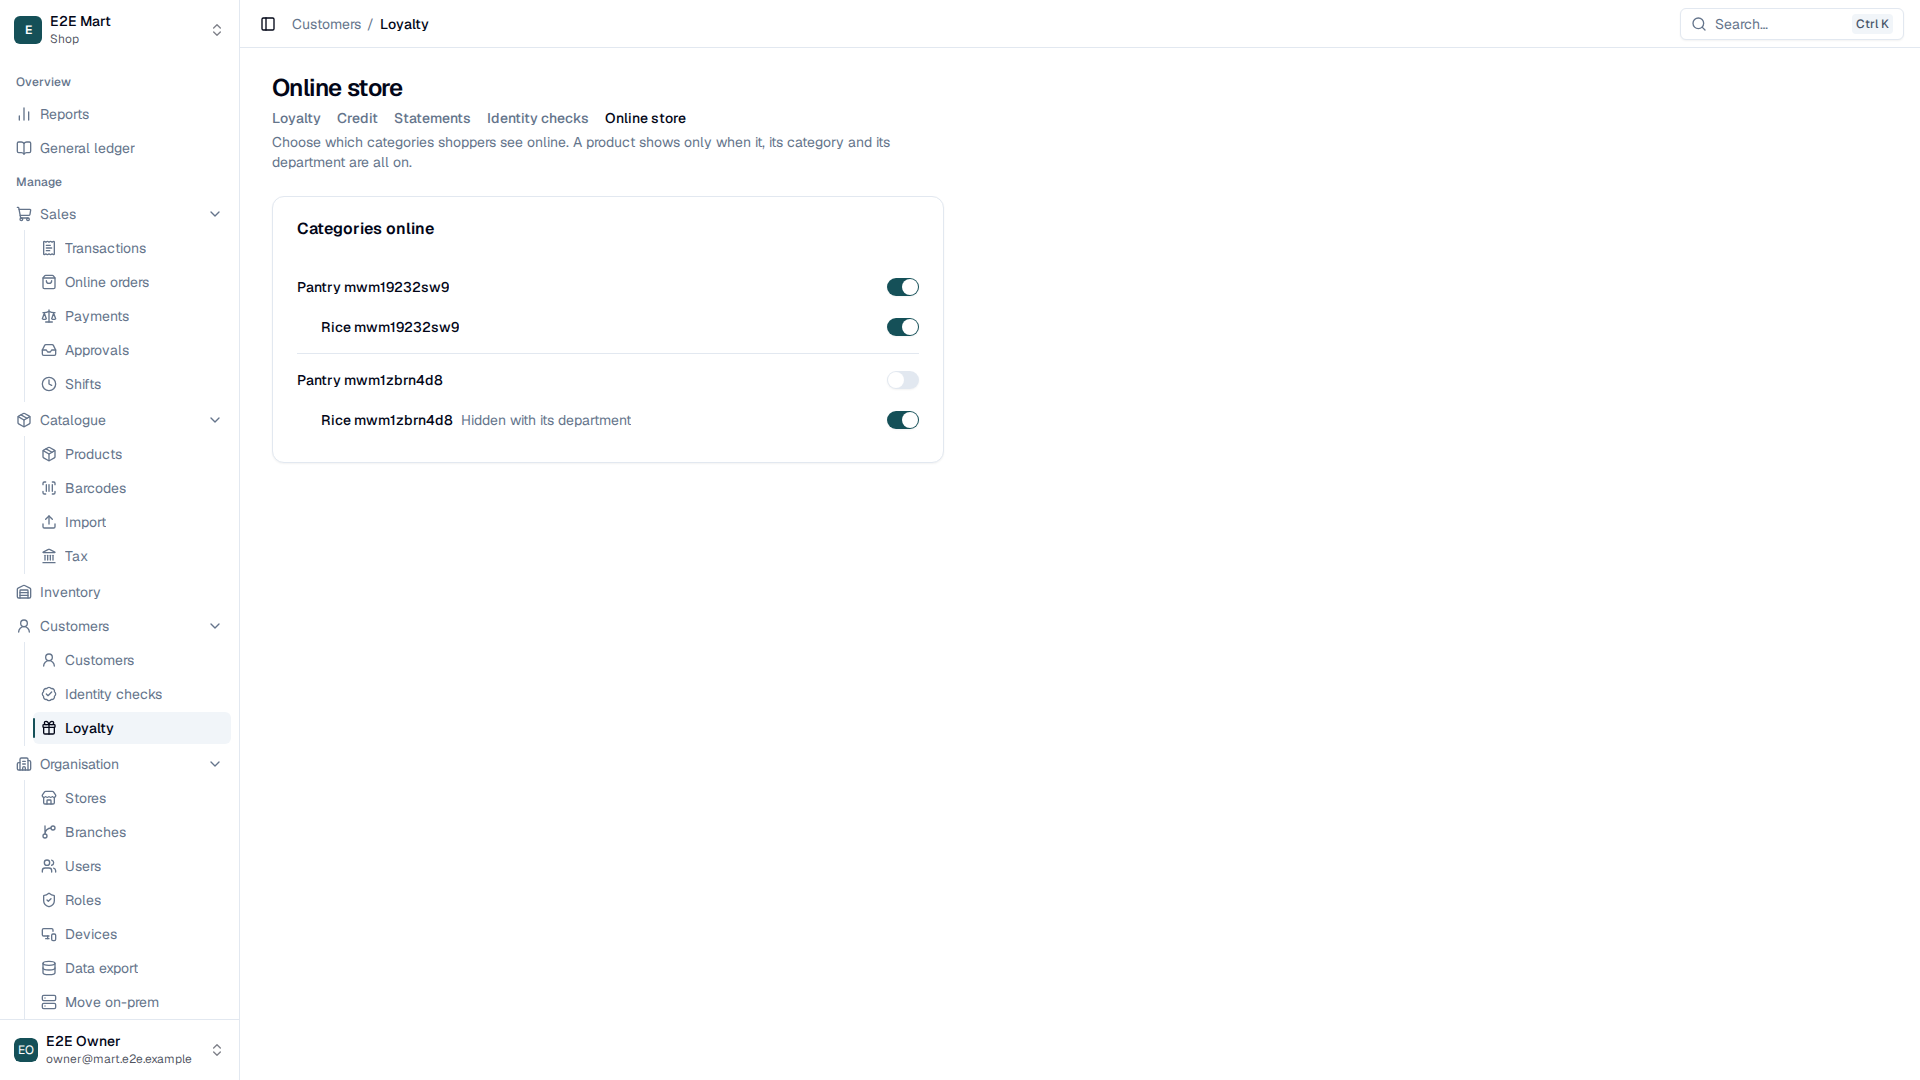 E
E2E Mart
Shop
Overview
Reports
General ledger
Manage
Sales
Transactions
Online orders
Payments
Approvals
Shifts
Catalogue
Products
Barcodes
Import
Tax
Inventory
Customers
Customers
Identity checks
Loyalty
Organisation
Stores
Branches
Users
Roles
Devices
Data export
Move on-prem
EO
E2E Owner
owner@mart.e2e.example
Customers / Loyalty
Search...
Ctrl K
Online store
Loyalty Credit Statements Identity checks Online store
Choose which categories shoppers see online. A product shows only when it, its category and its
department are all on.
Categories online
Pantry mwm19232sw9
Rice mwm19232sw9
Pantry mwm1zbrn4d8
Rice mwm1zbrn4d8 Hidden with its department